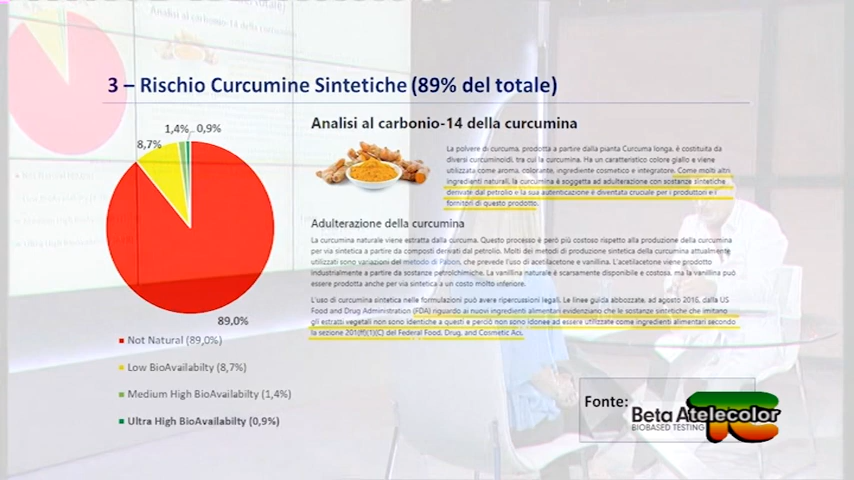 3 – Rischio Curcumine Sintetiche (89% del totale)
1,4%
0,9%
8,7%
89,0%
Not Natural (89,0%)
Low BioAvailabilty (8,7%)
Medium High BioAvailabilty (1,4%)
Ultra High BioAvailabilty (0,9%)
Analisi al carbonio-14 della curcumina
La polvere di curcuma, prodotta a partire dalla pianta Curcuma longa, è costituita da
diversi curcuminoidi, tra cui la curcumina. Ha un caratteristico colore giallo e viene
utilizzata come aroma, colorante, ingrediente cosmetico e integratore. Come molti altri
ingredienti naturali, la curcumina è soggetta ad adulterazione con sostanze sintetiche
derivate dal petrolio e la sua autenticazione è diventata cruciale per i produttori e i
fornitori di questo prodotto.
Adulterazione della curcumina
La curcumina naturale viene estratta dalla curcuma. Questo processo è però più costoso rispetto alla produzione della curcumina
per via sintetica a partire da composti derivati dal petrolio. Molti dei metodi di produzione sintetica della curcumina attualmente
utilizzati sono variazioni del metodo di Pabon, che prevede l'uso di acetilacetone e vanillina. L'acetilacetone viene prodotto
industrialmente a partire da sostanze petrolchimiche. La vanillina naturale è scarsamente disponibile e costosa, ma la vanillina può
essere prodotta anche per via sintetica a un costo molto inferiore.
L'uso di curcumina sintetica nelle formulazioni può avere ripercussioni legali. Le linee guida abbozzate, ad agosto 2016, dalla US
Food and Drug Administration (FDA) riguardo ai nuovi ingredienti alimentari evidenziano che le sostanze sintetiche che imitano
gli estratti vegetali non sono identiche a questi e perciò non sono idonee ad essere utilizzate come ingredienti alimentari secondo
la sezione 201(ff)(1)(C) del Federal Food, Drug, and Cosmetic Act.
Fonte:
Beta A
telecolor
BIOBASED TESTING